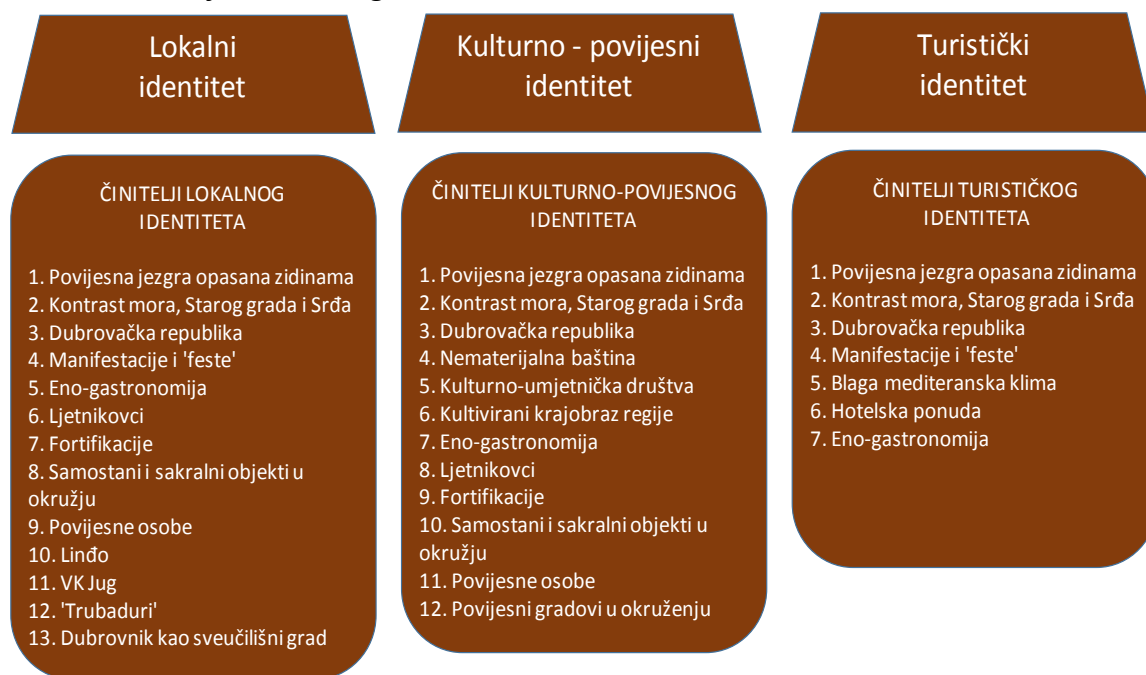 Lokalni
identitet
Kulturno - povijesni
identitet
Turistički
identitet
ČINITELJI LOKALNOG
IDENTITETA
1. Povijesna jezgra opasana zidinama
2. Kontrast mora, Starog grada i Srđa
3. Dubrovačka republika
4. Manifestacije i 'feste'
5. Eno-gastronomija
6. Ljetnikovci
7. Fortifikacije
8. Samostani i sakralni objekti u
okružju
9. Povijesne osobe
10. Linđo
11. VK Jug
12. 'Trubaduri'
13. Dubrovnik kao sveučilišni grad
ČINITELJI KULTURNO-POVIJESNOG
IDENTITETA
1. Povijesna jezgra opasana zidinama
2. Kontrast mora, Starog grada i Srđa
3. Dubrovačka republika
4. Nematerijalna baština
5. Kulturno-umjetnička društva
6. Kultivirani krajobraz regije
7. Eno-gastronomija
8. Ljetnikovci
9. Fortifikacije
10. Samostani i sakralni objekti u
okružju
11. Povijesne osobe
12. Povijesni gradovi u okruženju
ČINITELJI TURISTIČKOG
IDENTITETA
1. Povijesna jezgra opasana zidinama
2. Kontrast mora, Starog grada i Srđa
3. Dubrovačka republika
4. Manifestacije i 'feste'
5. Blaga mediteranska klima
6. Hotelska ponuda
7. Eno-gastronomija